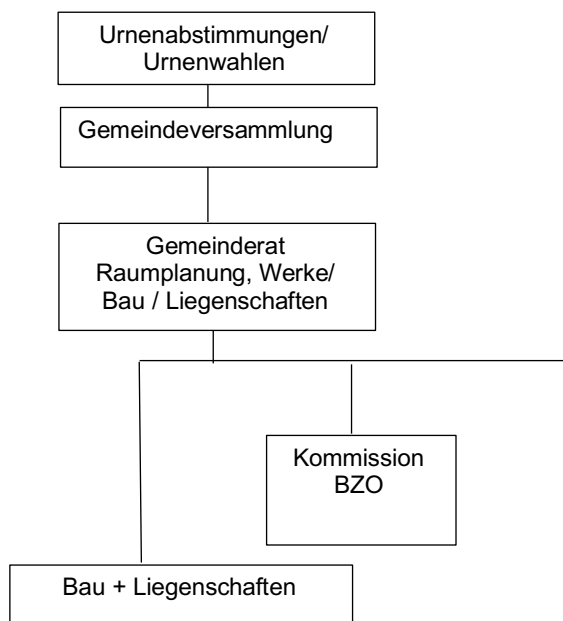 Urnenabstimmungen/
Urnenwahlen
Gemeindeversammlung
Gemeinderat
Raumplanung, Werke/
Bau / Liegenschaften
Kommission
BZO
Bau + Liegenschaften